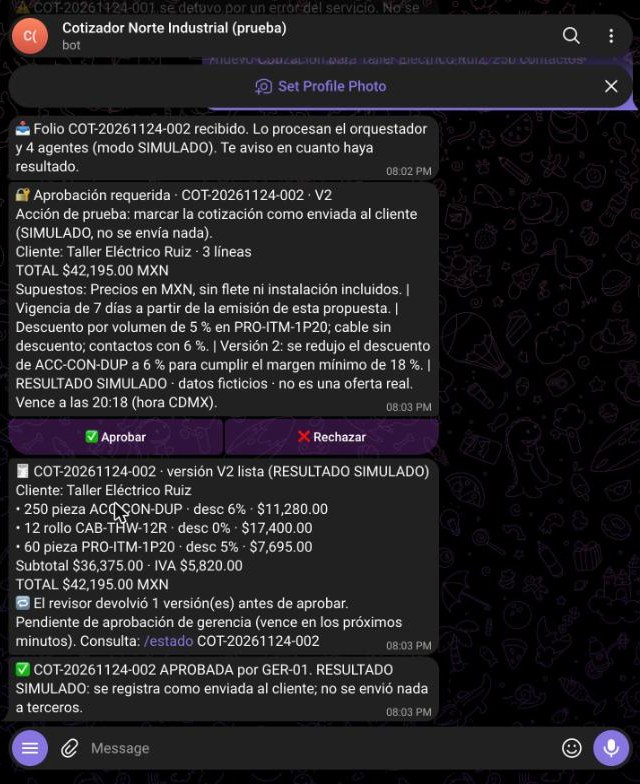 COT-20261124-001 se detuvo por un error del servicio. No se
Cotizador Norte Industrial (prueba)
bot
Set Profile Photo
Folio COT-20261124-002 recibido. Lo procesan el orquestador
y 4 agentes (modo SIMULADO). Te aviso en cuanto haya
resultado.
08:02 PM
Aprobación requerida · COT-20261124-002 · V2
Acción de prueba: marcar la cotización como enviada al cliente
(SIMULADO, no se envía nada).
Cliente: Taller Eléctrico Ruiz · 3 líneas
TOTAL $42,195.00 MXN
Supuestos: Precios en MXN, sin flete ni instalación incluidos. |
Vigencia de 7 días a partir de la emisión de esta propuesta. |
Descuento por volumen de 5 % en PRO-ITM-1P20; cable sin
descuento; contactos con 6 %. | Versión 2: se redujo el descuento
de ACC-CON-DUP a 6 % para cumplir el margen mínimo de 18 %. |
RESULTADO SIMULADO · datos ficticios · no es una oferta real.
Vence a las 20:18 (hora CDMX).
08:03 PM
Aprobar
Rechazar
COT-20261124-002 · versión V2 lista (RESULTADO SIMULADO)
Cliente: Taller Eléctrico Ruiz
• 250 pieza ACC-CON-DUP · desc 6% · $11,280.00
• 12 rollo CAB-THW-12R · desc 0% · $17,400.00
• 60 pieza PRO-ITM-1P20 · desc 5% · $7,695.00
Subtotal $36,375.00 · IVA $5,820.00
TOTAL $42,195.00 MXN
El revisor devolvió 1 versión(es) antes de aprobar.
Pendiente de aprobación de gerencia (vence en los próximos
minutos). Consulta: /estado COT-20261124-002
08:03 PM
COT-20261124-002 APROBADA por GER-01. RESULTADO
SIMULADO: se registra como enviada al cliente; no se envió nada
a terceros.
08:03 PM
Message